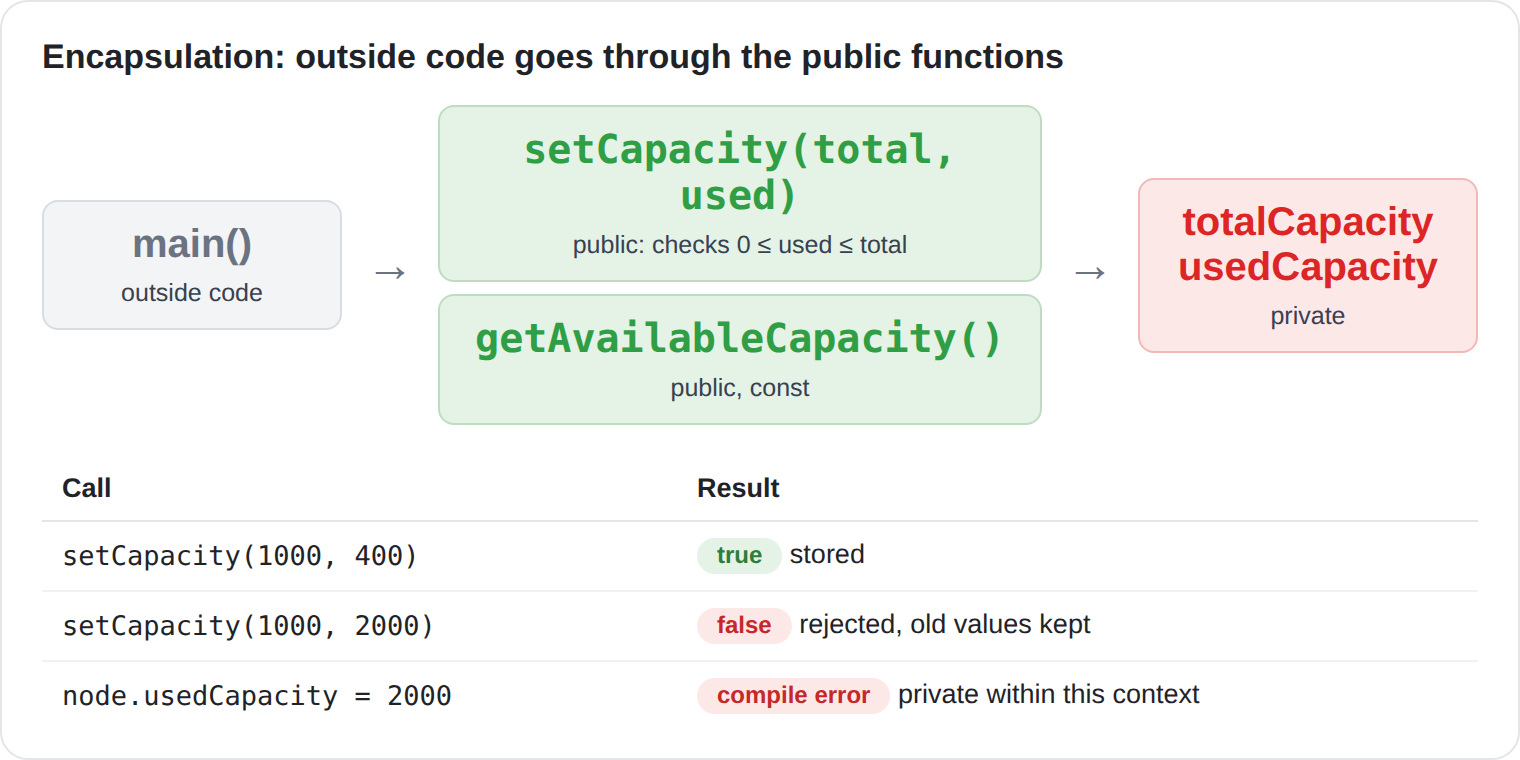 Encapsulation: outside code goes through the public functions
main()
outside code
→
setCapacity(total,
used)
public: checks 0 ≤ used ≤ total
getAvailableCapacity()
public, const
→
totalCapacity
usedCapacity
private
Call Result
setCapacity(1000, 400) true stored
setCapacity(1000, 2000) false rejected, old values kept
node.usedCapacity = 2000 compile error private within this context